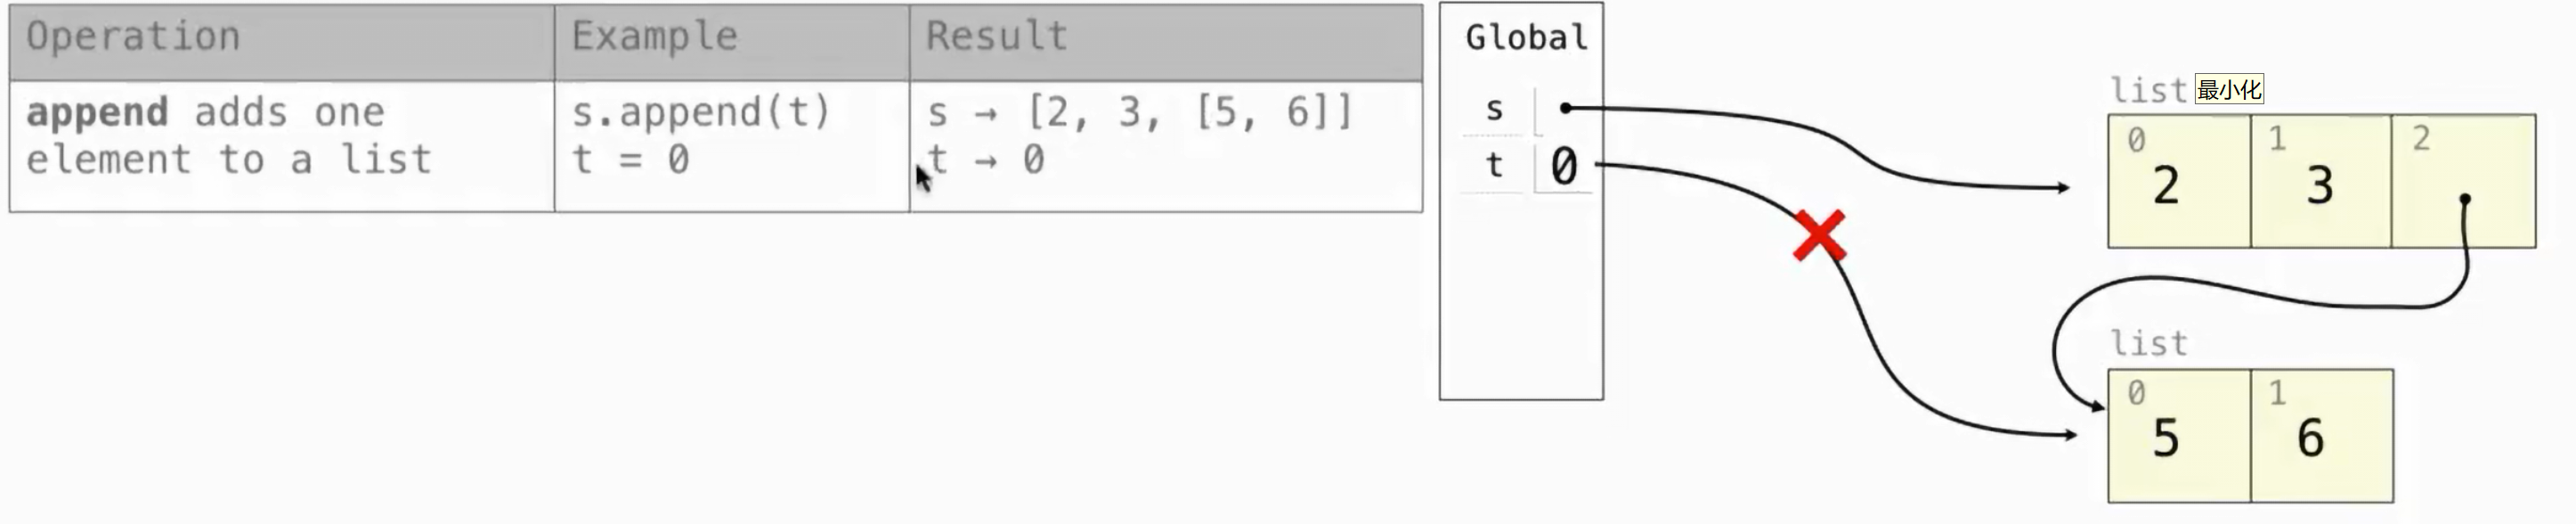 Operation Example Result
append adds one s.append(t) s → [2, 3, [5, 6]]
element to a list t = 0 t → 0
Global
s
t 0
list 最小化
0 1 2
2 3
list
0 1
5 6